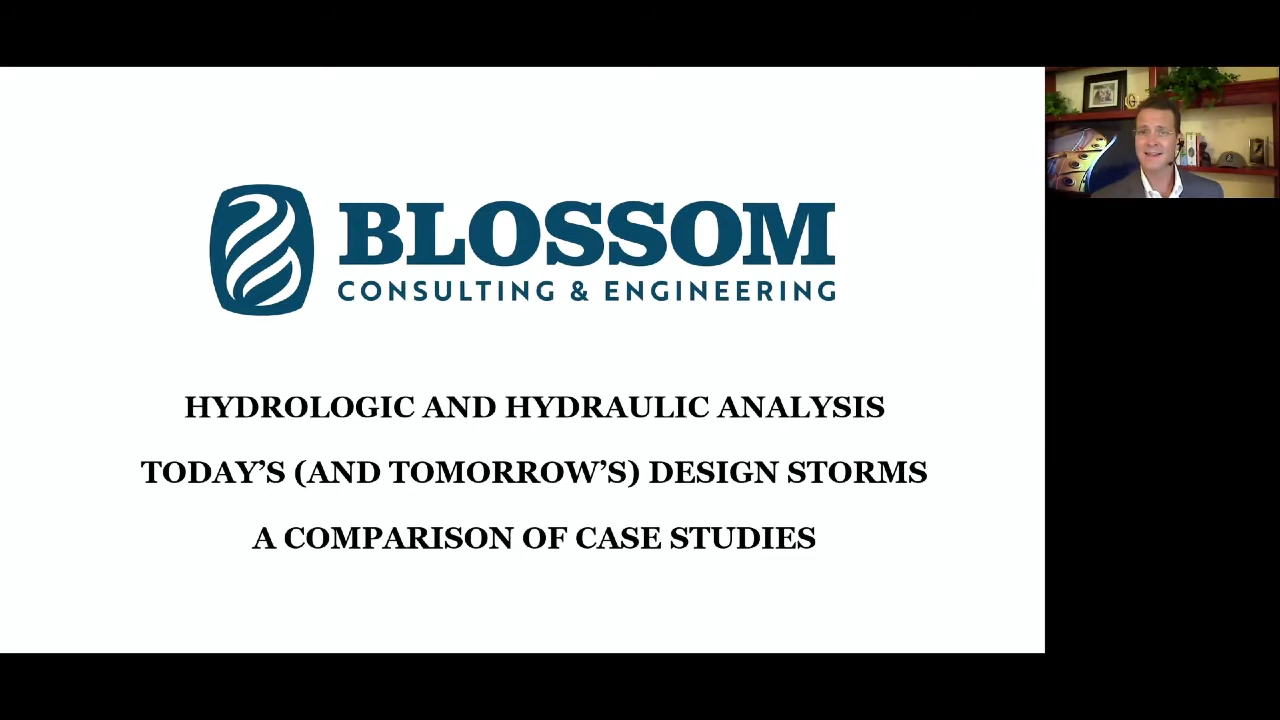 BLOSSOM
CONSULTING & ENGINEERING
HYDROLOGIC AND HYDRAULIC ANALYSIS
TODAY'S (AND TOMORROW'S) DESIGN STORMS
A COMPARISON OF CASE STUDIES